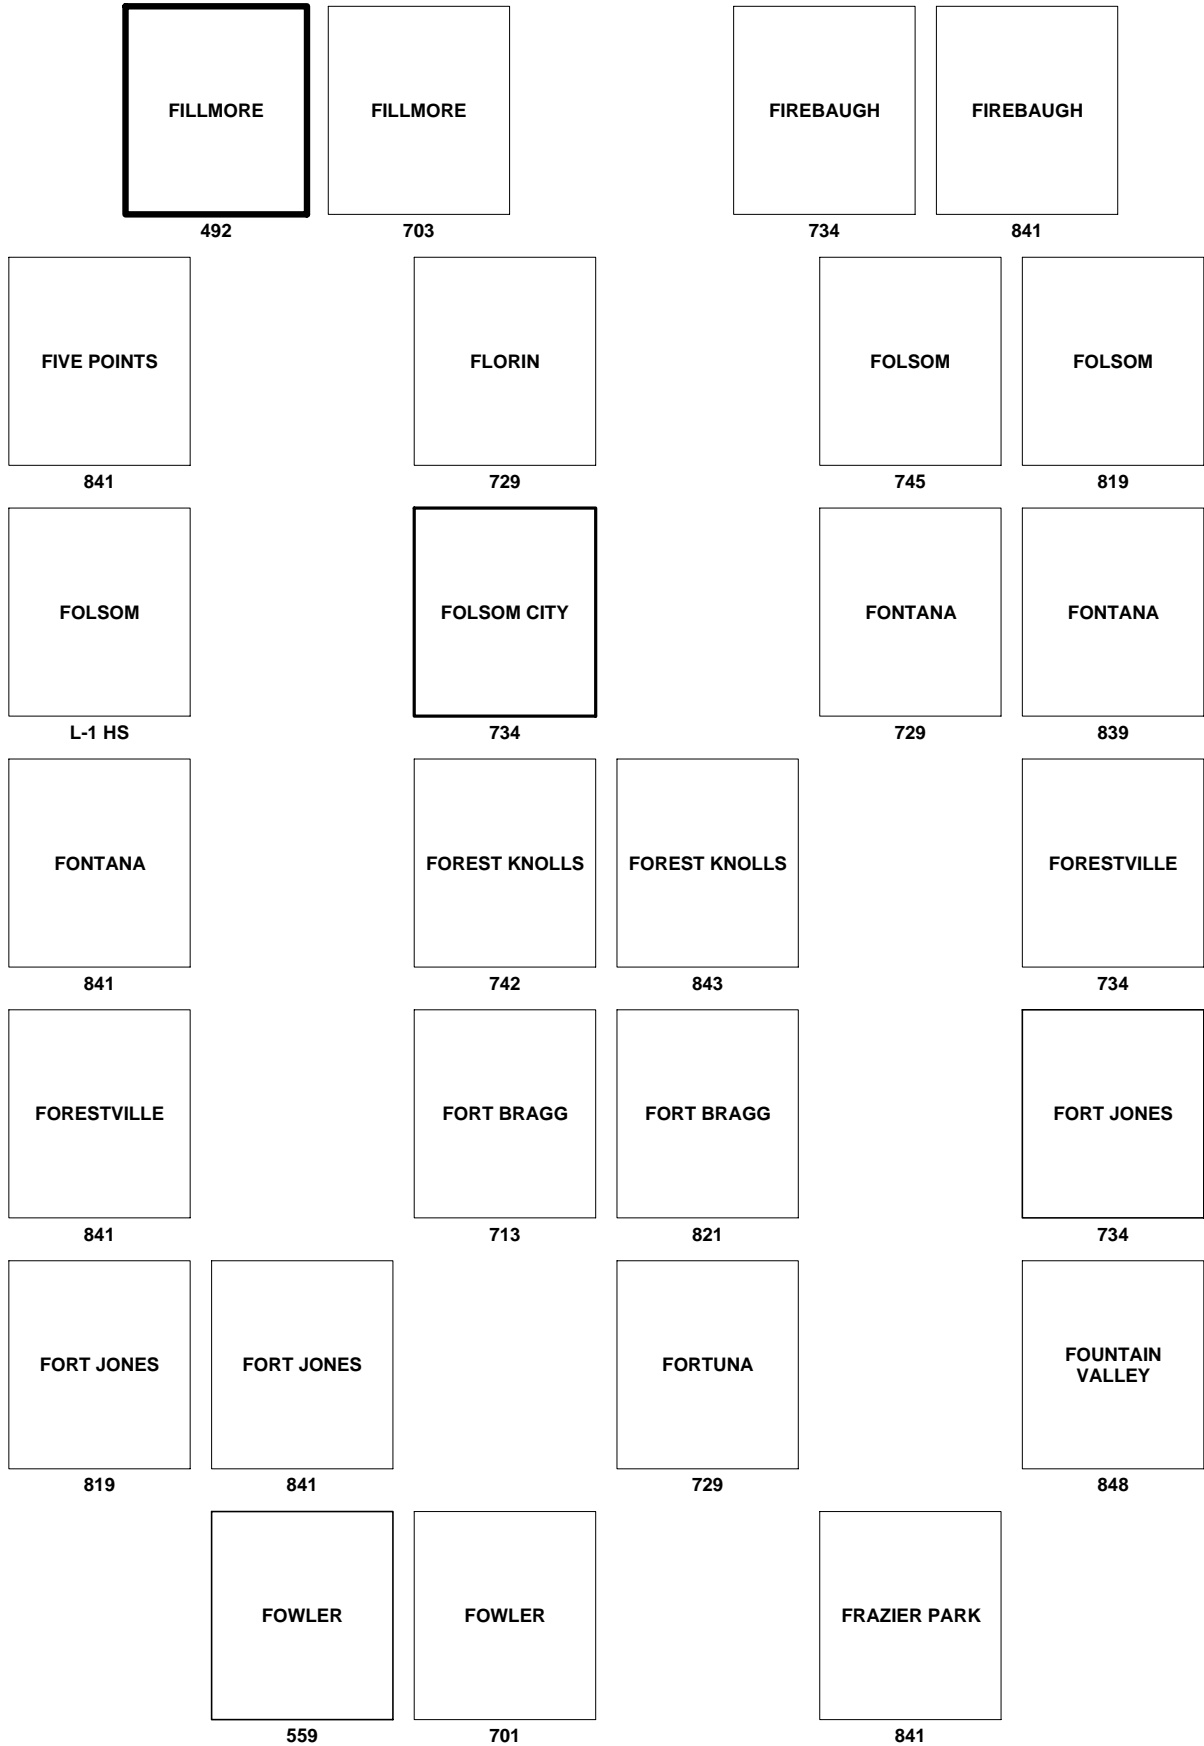 FILLMORE
FILLMORE
FIREBAUGH
FIREBAUGH
492
703
734
841
FIVE POINTS
FLORIN
FOLSOM
FOLSOM
841
729
745
819
FOLSOM
FOLSOM CITY
FONTANA
FONTANA
L-1 HS
734
729
839
FONTANA
FOREST KNOLLS
FOREST KNOLLS
FORESTVILLE
841
742
843
734
FORESTVILLE
FORT BRAGG
FORT BRAGG
FORT JONES
841
713
821
734
FORT JONES
FORT JONES
FORTUNA
FOUNTAIN
VALLEY
819
841
729
848
FOWLER
FOWLER
FRAZIER PARK
559
701
841